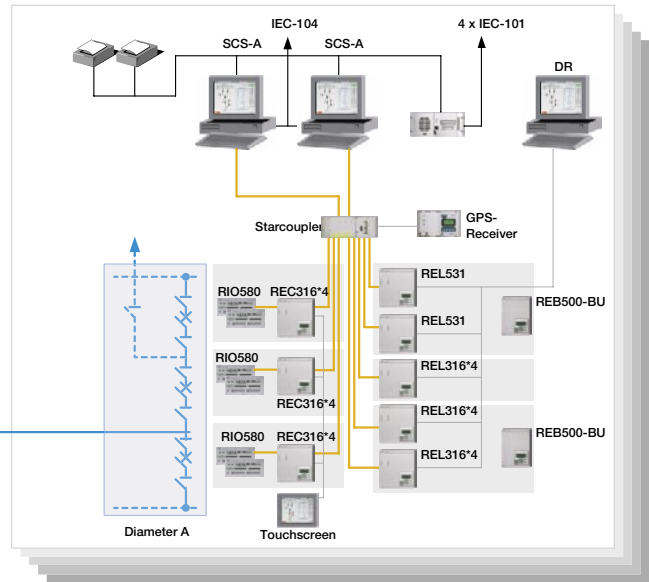 IEC-104
4 x IEC-101
SCS-A
SCS-A
DR
Starcoupler
GPS-
Receiver
RIO580
REC316*4
REL531
REB500-BU
REL531
RIO580
REC316*4
REL316*4
RIO580
REC316*4
REL316*4
REB500-BU
REL316*4
Diameter A
Touchscreen